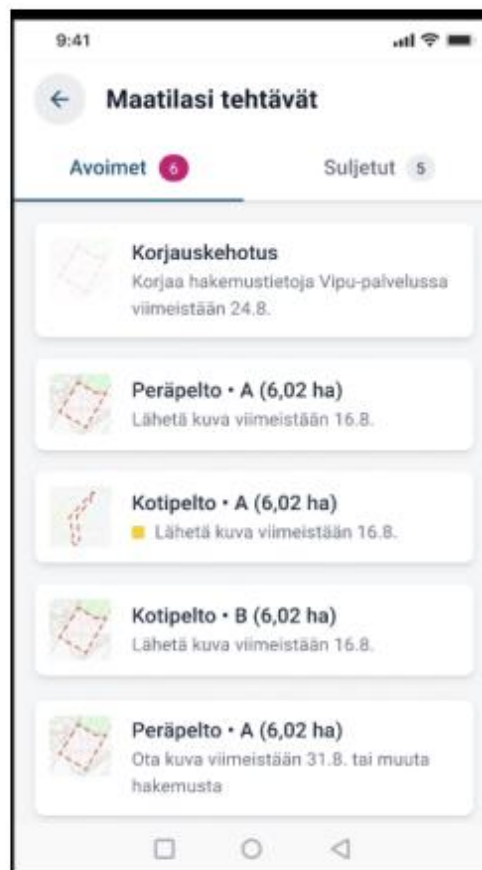 9:41
Maatilasi tehtävät
Avoimet 6
Suljetut 5
Korjauskehotus
Korjaa hakemustietoja Vipu-palvelussa
viimeistään 24.8.
Peräpelto • A (6,02 ha)
Lähetä kuva viimeistään 16.8.
Kotipelto • A (6,02 ha)
Lähetä kuva viimeistään 16.8.
Kotipelto • B (6,02 ha)
Lähetä kuva viimeistään 16.8.
Peräpelto • A (6,02 ha)
Ota kuva viimeistään 31.8. tai muuta
hakemusta